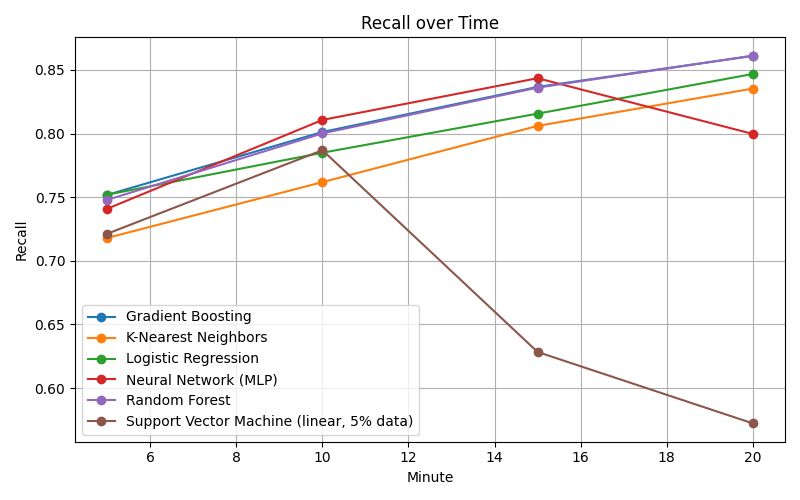 Recall over Time
Recall
0.85
0.80
0.75
0.70
0.65
0.60
Gradient Boosting
K-Nearest Neighbors
Logistic Regression
Neural Network (MLP)
Random Forest
Support Vector Machine (linear, 5% data)
6 8 10 12 14 16 18 20
Minute